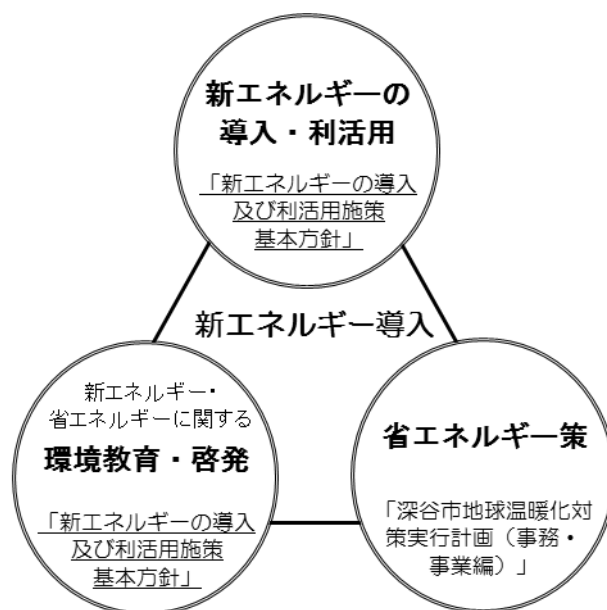 新エネルギーの
導入・利活用
「新エネルギーの導入
及び利活用施策
基本方針」
新エネルギー導入
新エネルギー・
省エネルギーに関する
環境教育・啓発
「新エネルギーの導入
及び利活用施策
基本方針」
省エネルギー策
「深谷市地球温暖化対
策実行計画（事務・
事業編）」